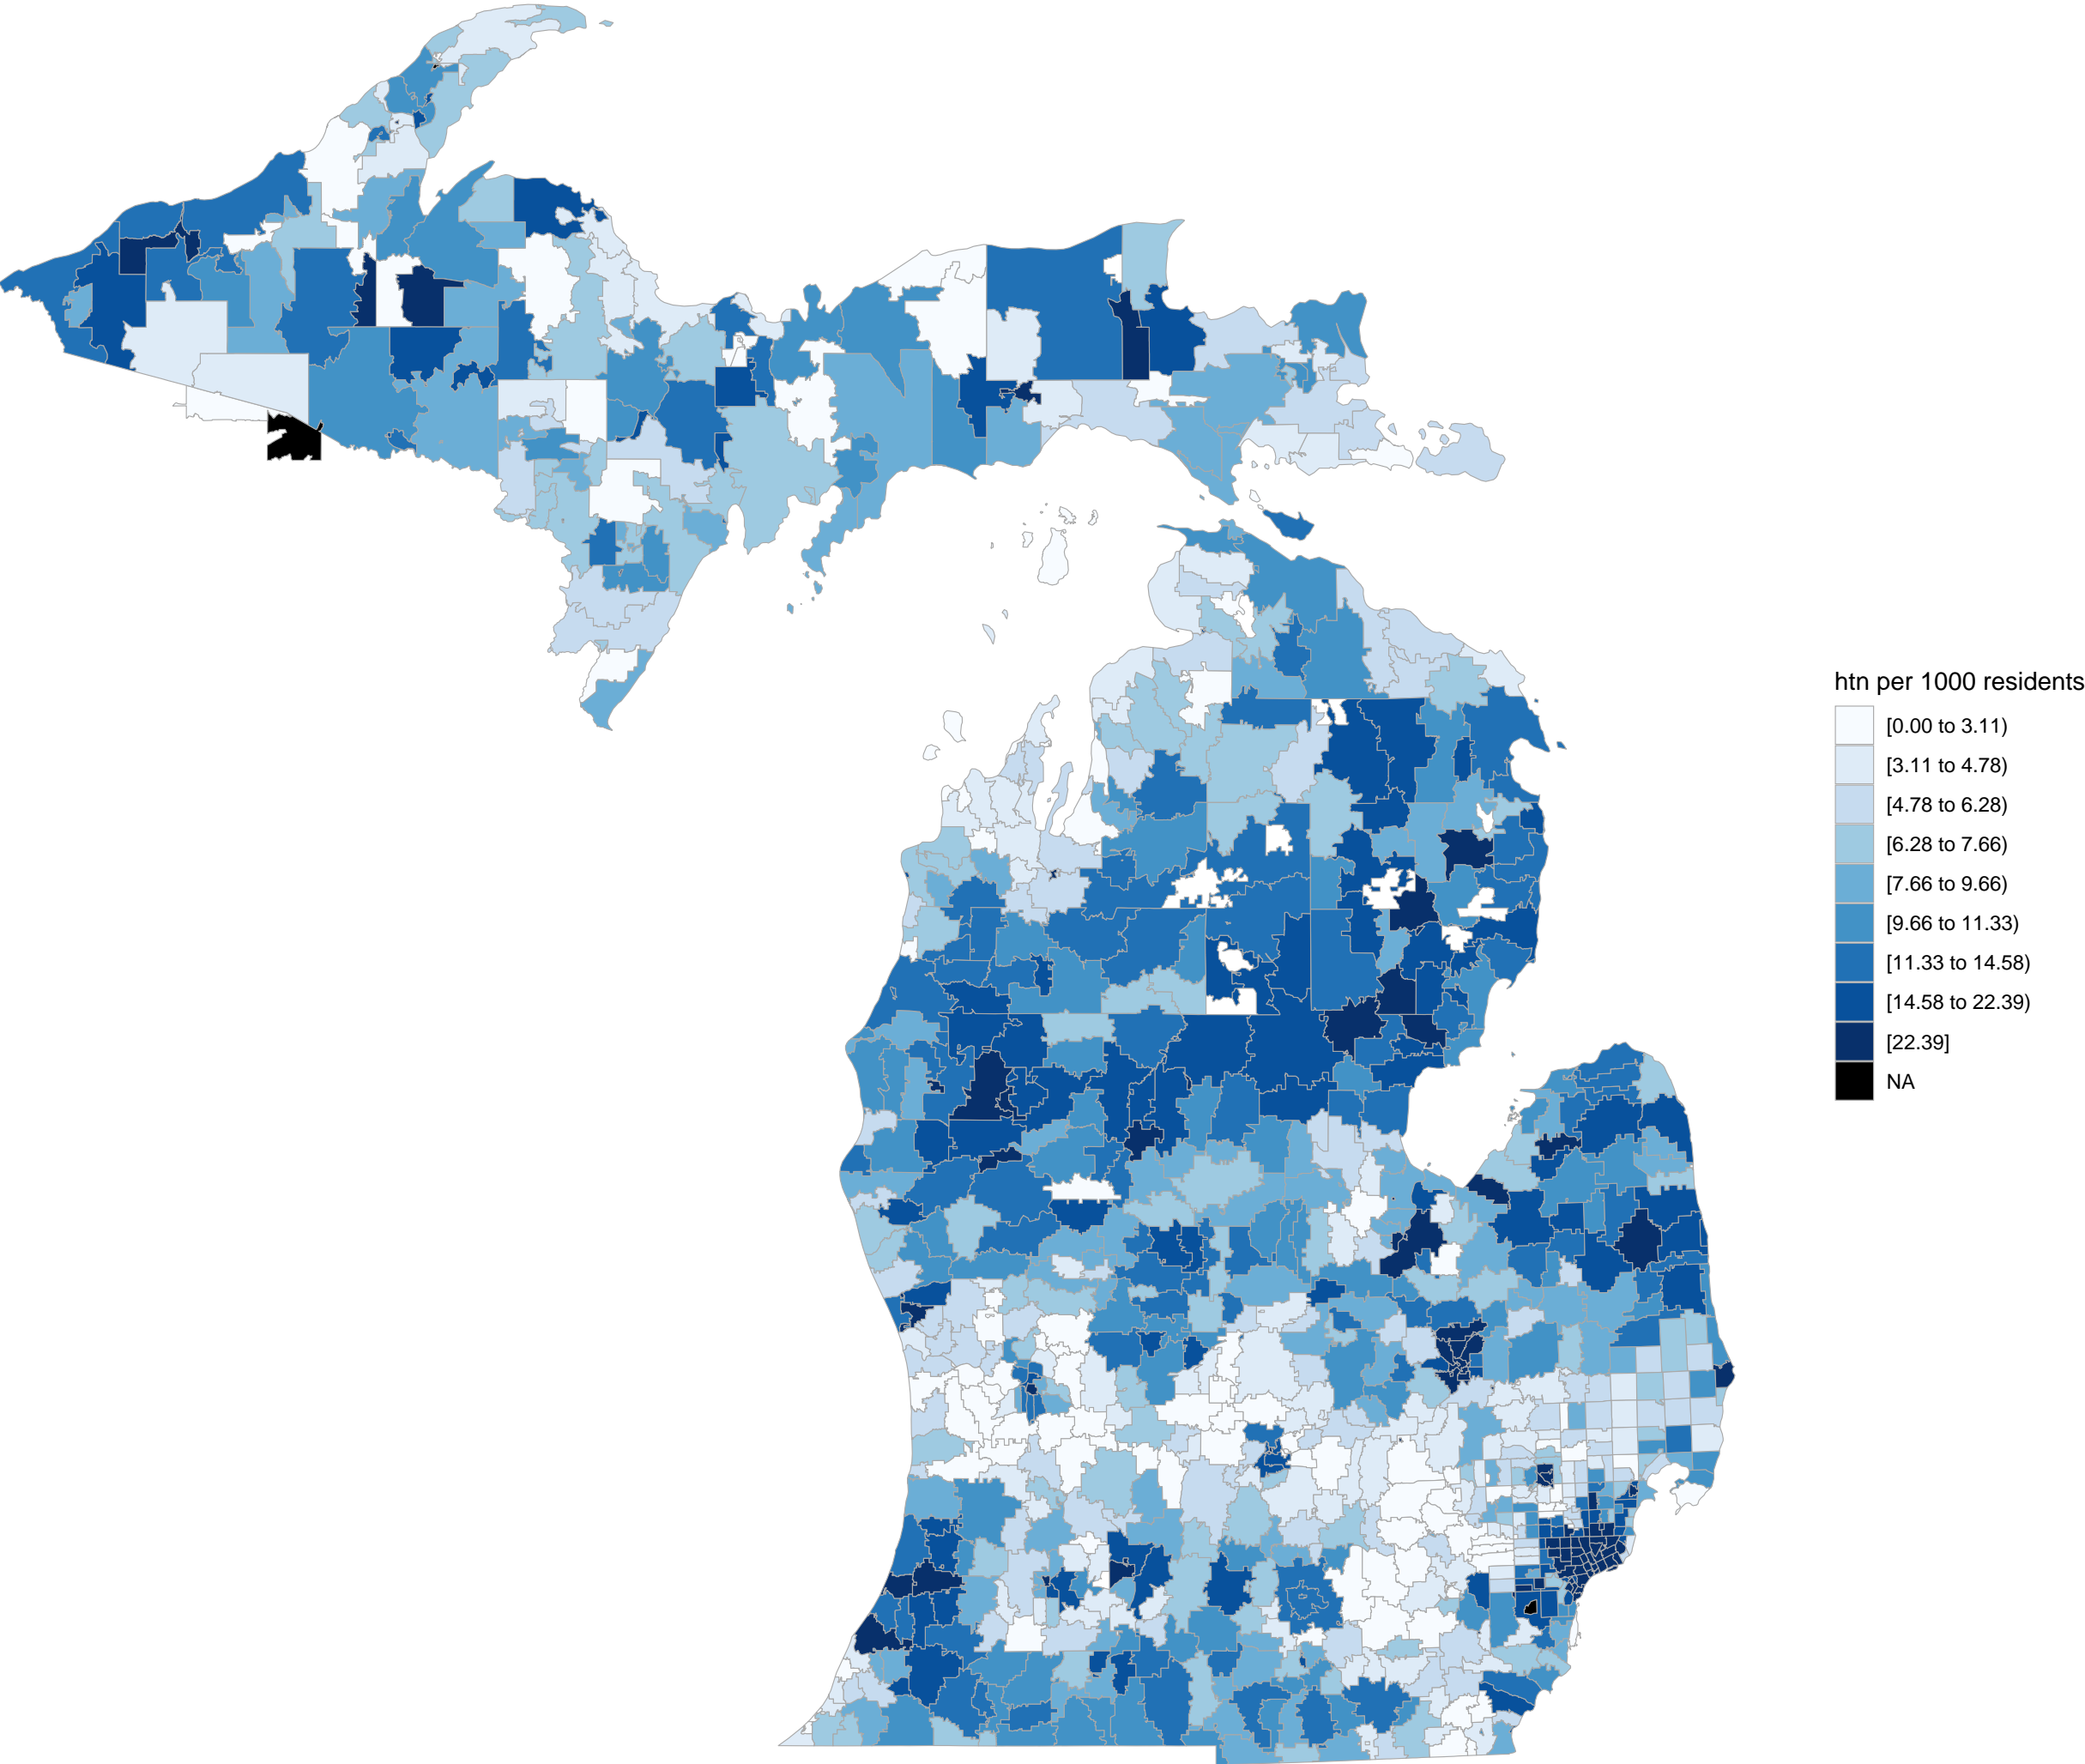 htn per 1000 residents
[0.00 to 3.11)
[3.11 to 4.78)
[4.78 to 6.28)
[6.28 to 7.66)
[7.66 to 9.66)
[9.66 to 11.33)
[11.33 to 14.58)
[14.58 to 22.39)
[22.39]
NA